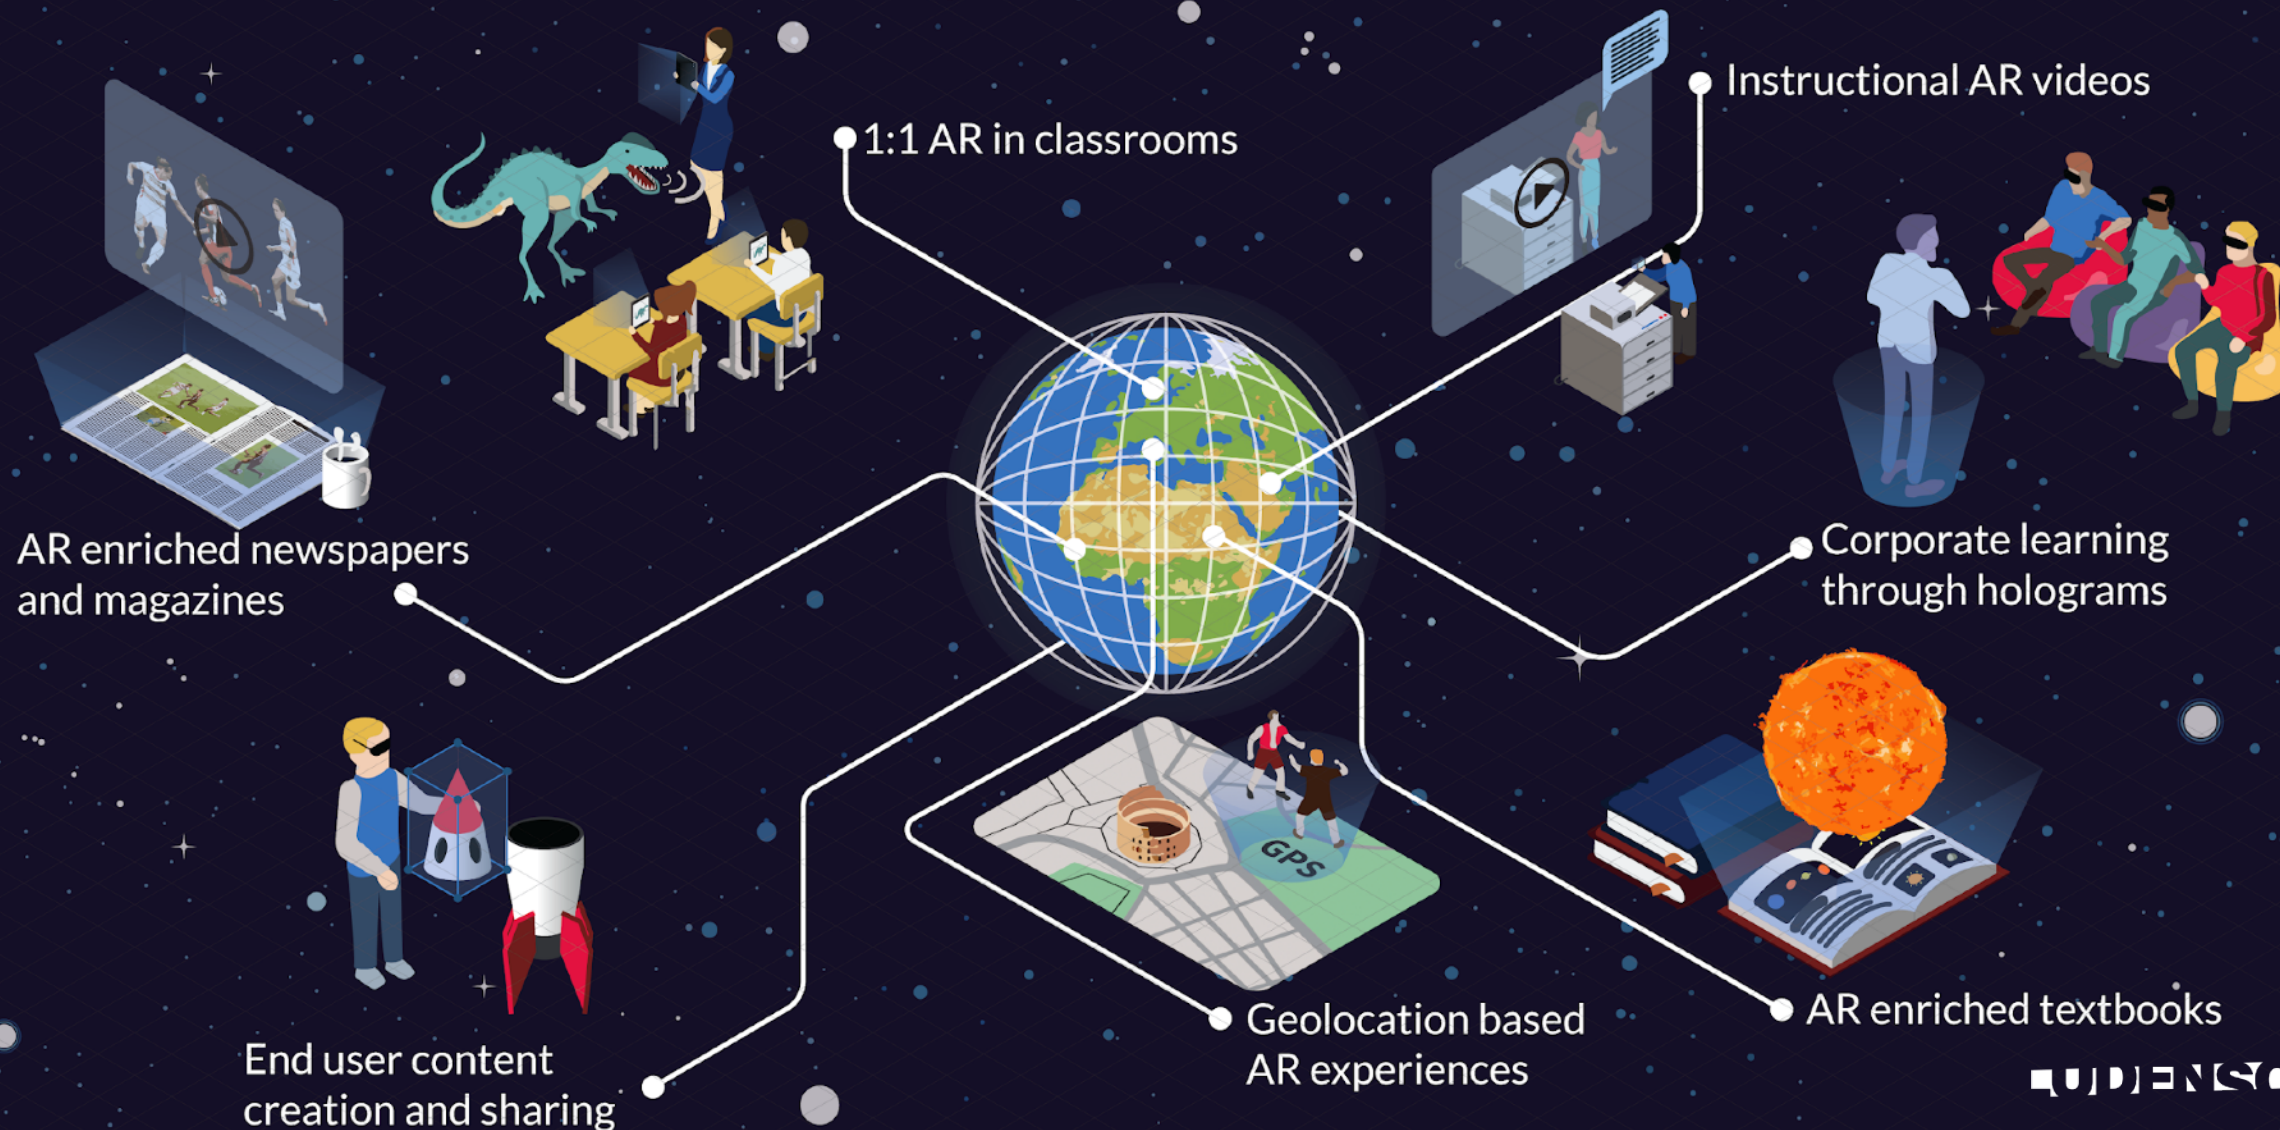 1:1 AR in classrooms
Instructional AR videos
AR enriched newspapers
and magazines
Corporate learning
through holograms
GPS
End user content
creation and sharing
Geolocation based
AR experiences
AR enriched textbooks
LUDENSO